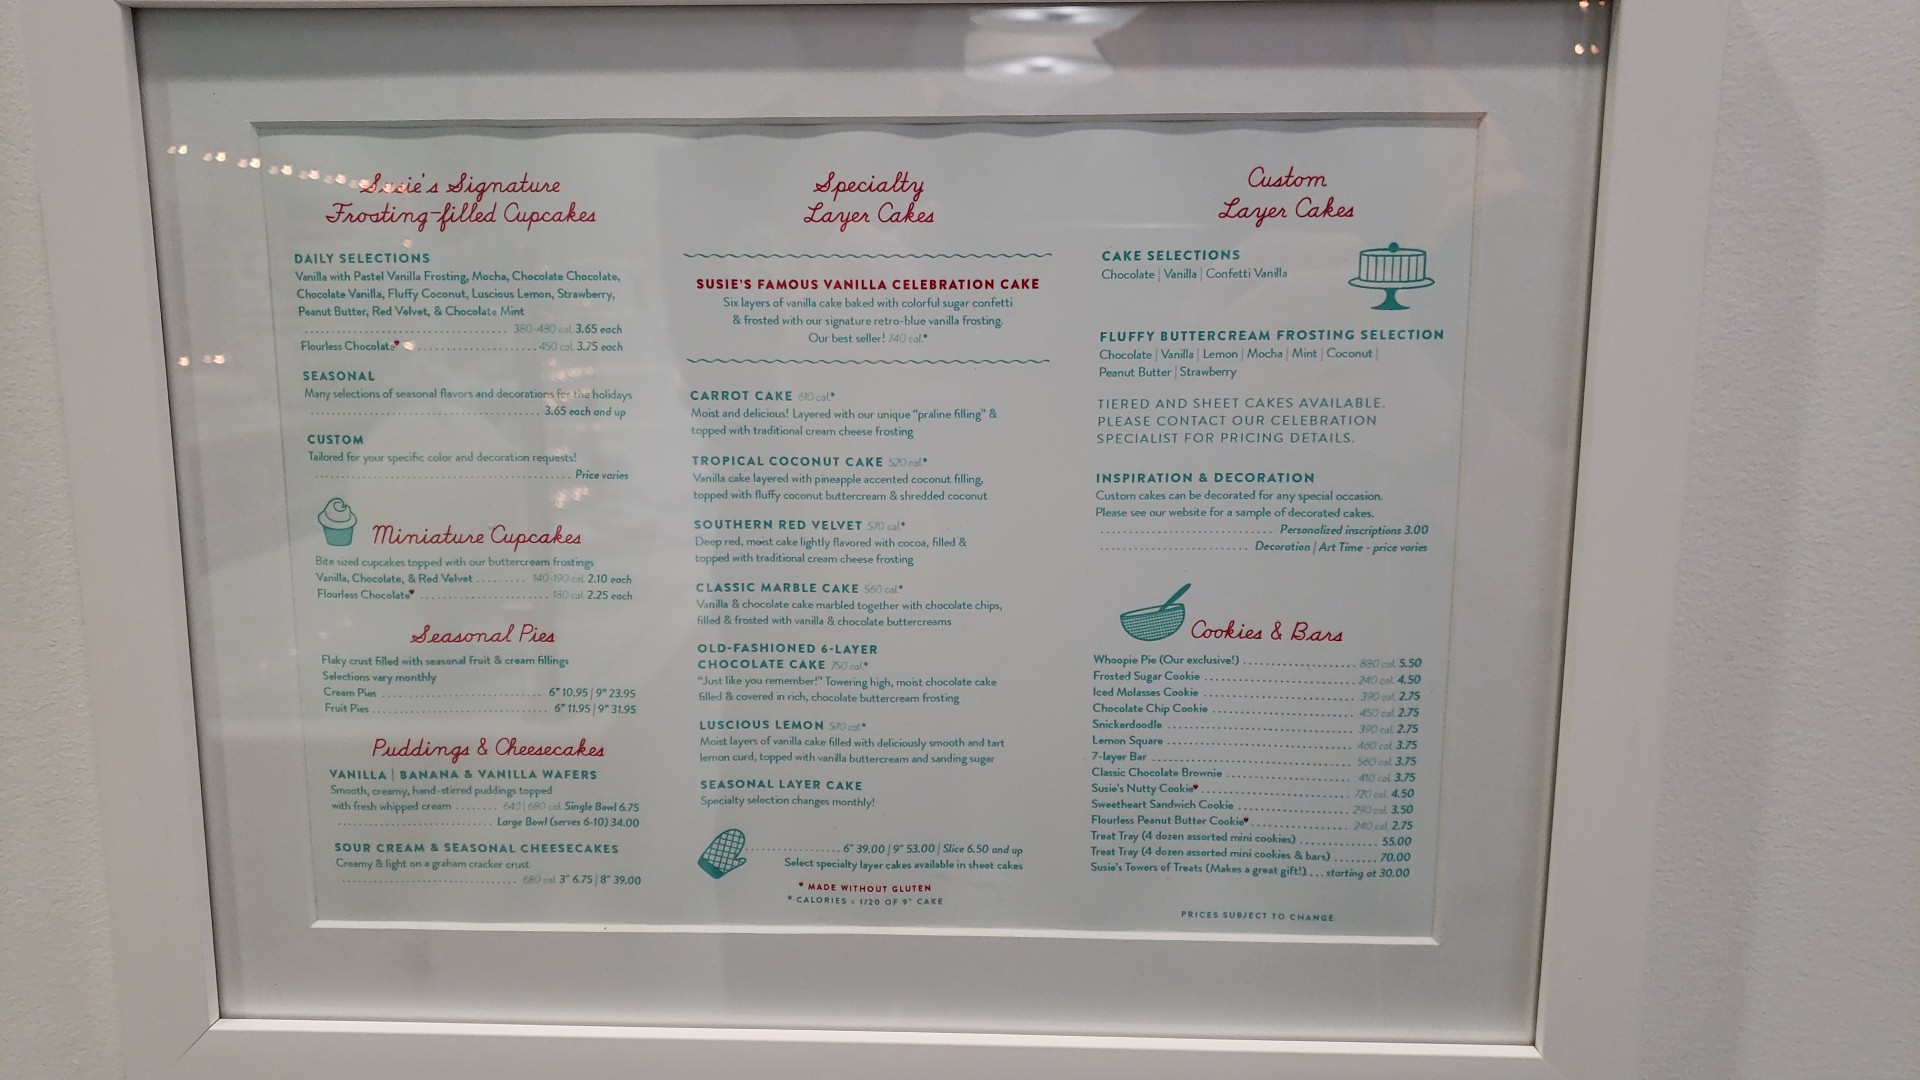 Susie's Signature
Frosting-filled Cupcakes
DAILY SELECTIONS
Vanilla with Pastel Vanilla Frosting, Mocha, Chocolate Chocolate,
Chocolate Vanilla, Fluffy Coconut, Luscious Lemon, Strawberry,
Peanut Butter, Red Velvet, & Chocolate Mint
380-480 cal. 3.65 each
Flourless Chocolate♥ 450 cal. 3.75 each
SEASONAL
Many selections of seasonal flavors and decorations for the holidays
3.65 each and up
CUSTOM
Tailored for your specific color and decoration requests!
Price varies
Miniature Cupcakes
Bite sized cupcakes topped with our buttercream frostings
Vanilla, Chocolate, & Red Velvet 140-190 cal. 2.10 each
Flourless Chocolate♥ 180 cal. 2.25 each
Seasonal Pies
Flaky crust filled with seasonal fruit & cream fillings
Selections vary monthly
Cream Pies 6" 10.95 | 9" 23.95
Fruit Pies 6" 11.95 | 9" 31.95
Puddings & Cheesecakes
VANILLA | BANANA & VANILLA WAFERS
Smooth, creamy, hand-stirred puddings topped
with fresh whipped cream 640 | 680 cal. Single Bowl 6.75
Large Bowl (serves 6-10) 34.00
SOUR CREAM & SEASONAL CHEESECAKES
Creamy & light on a graham cracker crust
680 cal. 3" 6.75 | 8" 39.00
Specialty
Layer Cakes
SUSIE'S FAMOUS VANILLA CELEBRATION CAKE
Six layers of vanilla cake baked with colorful sugar confetti
& frosted with our signature retro-blue vanilla frosting.
Our best seller! 740 cal.*
CARROT CAKE 610 cal.*
Moist and delicious! Layered with our unique "praline filling" &
topped with traditional cream cheese frosting
TROPICAL COCONUT CAKE 520 cal.*
Vanilla cake layered with pineapple accented coconut filling,
topped with fluffy coconut buttercream & shredded coconut
SOUTHERN RED VELVET 570 cal.*
Deep red, moist cake lightly flavored with cocoa, filled &
topped with traditional cream cheese frosting
CLASSIC MARBLE CAKE 560 cal.*
Vanilla & chocolate cake marbled together with chocolate chips,
filled & frosted with vanilla & chocolate buttercreams
OLD-FASHIONED 6-LAYER
CHOCOLATE CAKE 750 cal.*
"Just like you remember!" Towering high, moist chocolate cake
filled & covered in rich, chocolate buttercream frosting
LUSCIOUS LEMON 570 cal.*
Moist layers of vanilla cake filled with deliciously smooth and tart
lemon curd, topped with vanilla buttercream and sanding sugar
SEASONAL LAYER CAKE
Specialty selection changes monthly!
6" 39.00 | 9" 53.00 | Slice 6.50 and up
Select specialty layer cakes available in sheet cakes
♥ MADE WITHOUT GLUTEN
* CALORIES = 1/20 OF 9" CAKE
Custom
Layer Cakes
CAKE SELECTIONS
Chocolate | Vanilla | Confetti Vanilla
FLUFFY BUTTERCREAM FROSTING SELECTION
Chocolate | Vanilla | Lemon | Mocha | Mint | Coconut |
Peanut Butter | Strawberry
TIERED AND SHEET CAKES AVAILABLE.
PLEASE CONTACT OUR CELEBRATION
SPECIALIST FOR PRICING DETAILS.
INSPIRATION & DECORATION
Custom cakes can be decorated for any special occasion.
Please see our website for a sample of decorated cakes.
Personalized inscriptions 3.00
Decoration | Art Time - price varies
Cookies & Bars
Whoopie Pie (Our exclusive!) 880 cal. 5.50
Frosted Sugar Cookie 240 cal. 4.50
Iced Molasses Cookie 390 cal. 2.75
Chocolate Chip Cookie 450 cal. 2.75
Snickerdoodle 390 cal. 2.75
Lemon Square 460 cal. 3.75
7-layer Bar 560 cal. 3.75
Classic Chocolate Brownie 410 cal. 3.75
Susie's Nutty Cookie♥ 720 cal. 4.50
Sweetheart Sandwich Cookie 290 cal. 3.50
Flourless Peanut Butter Cookie♥ 240 cal. 2.75
Treat Tray (4 dozen assorted mini cookies) 55.00
Treat Tray (4 dozen assorted mini cookies & bars) 70.00
Susie's Towers of Treats (Makes a great gift!) ... starting at 30.00
PRICES SUBJECT TO CHANGE